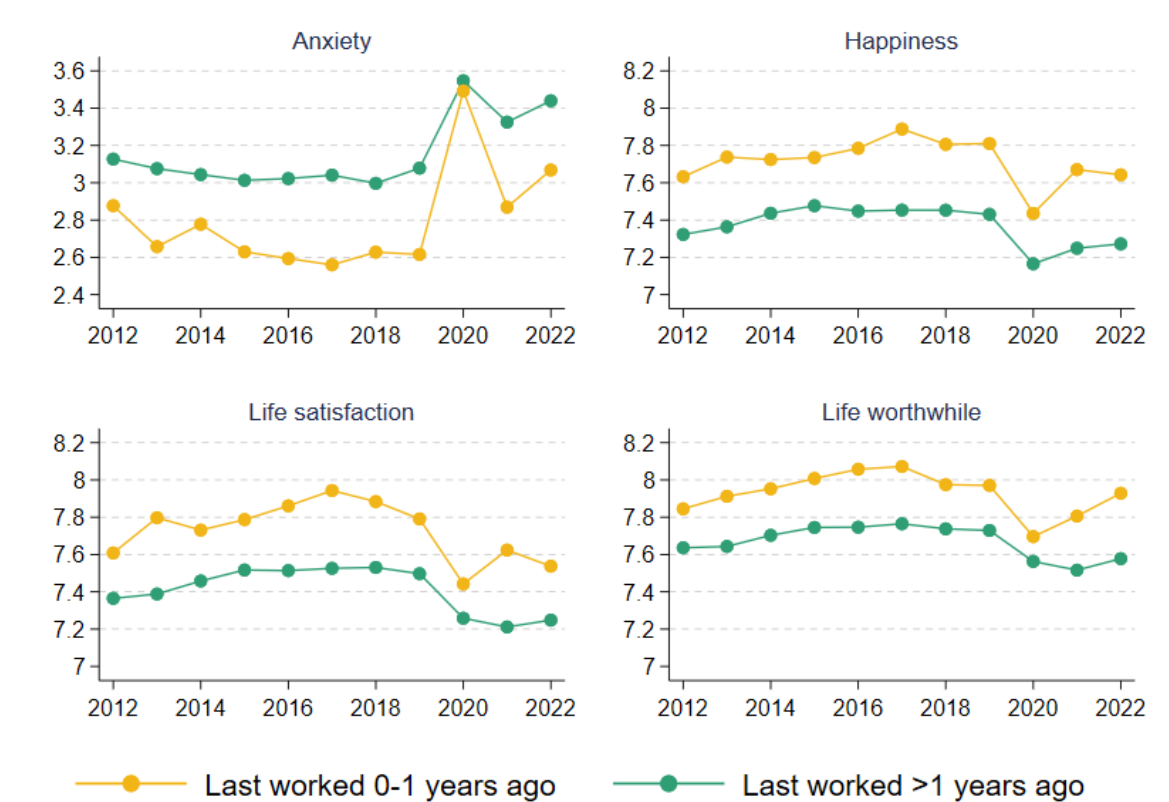 Anxiety
3.6
3.4
3.2
3
2.8
2.6
2.4
2012 2014 2016 2018 2020 2022
Happiness
8.2
8
7.8
7.6
7.4
7.2
7
2012 2014 2016 2018 2020 2022
Life satisfaction
8.2
8
7.8
7.6
7.4
7.2
7
2012 2014 2016 2018 2020 2022
Life worthwhile
8.2
8
7.8
7.6
7.4
7.2
7
2012 2014 2016 2018 2020 2022
Last worked 0-1 years ago
Last worked >1 years ago